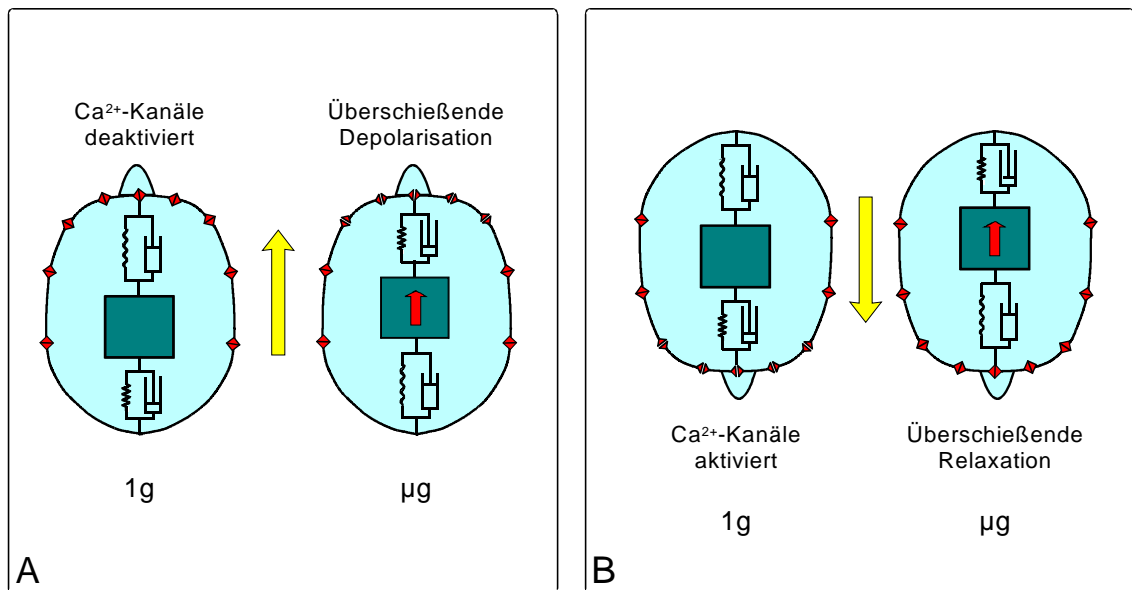 Ca²⁺-Kanäle
deaktiviert
Überschießende
Depolarisation
1g
µg
A
Ca²⁺-Kanäle
aktiviert
Überschießende
Relaxation
1g
µg
B